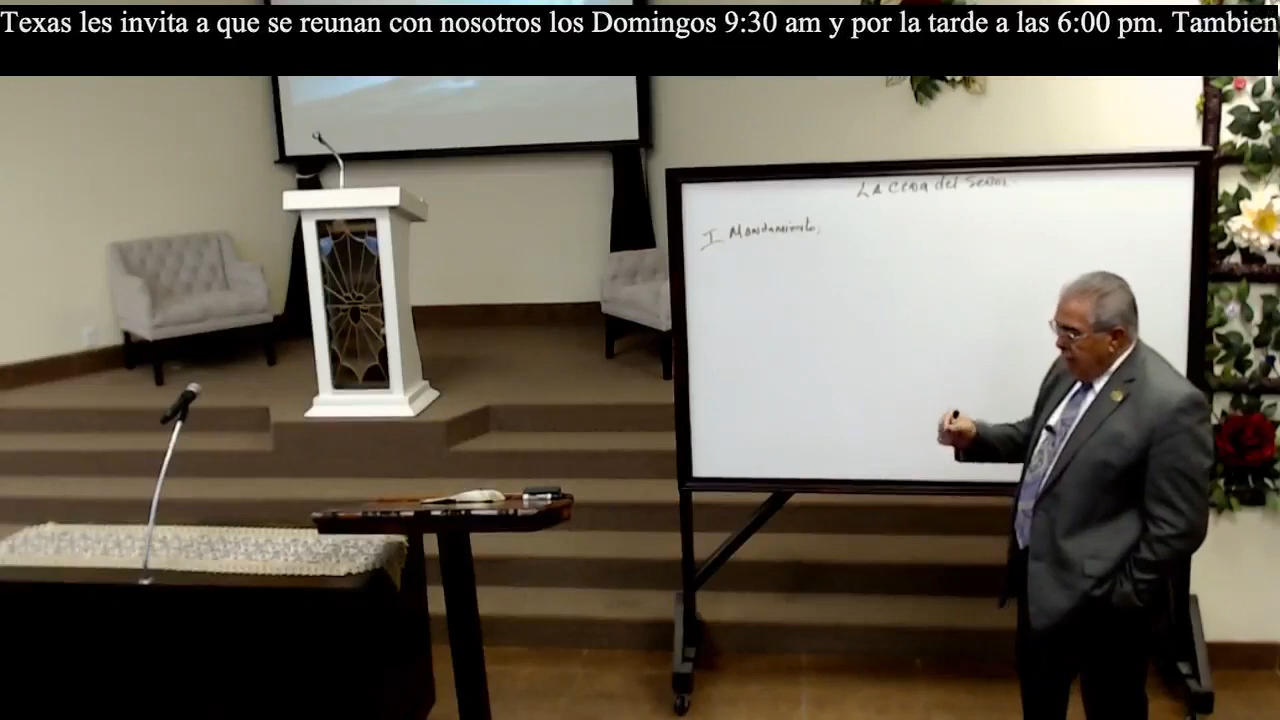 Texas les invita a que se reunan con nosotros los Domingos 9:30 am y por la tarde a las 6:00 pm. Tambien
La Cena del Señor
I Mandamiento,